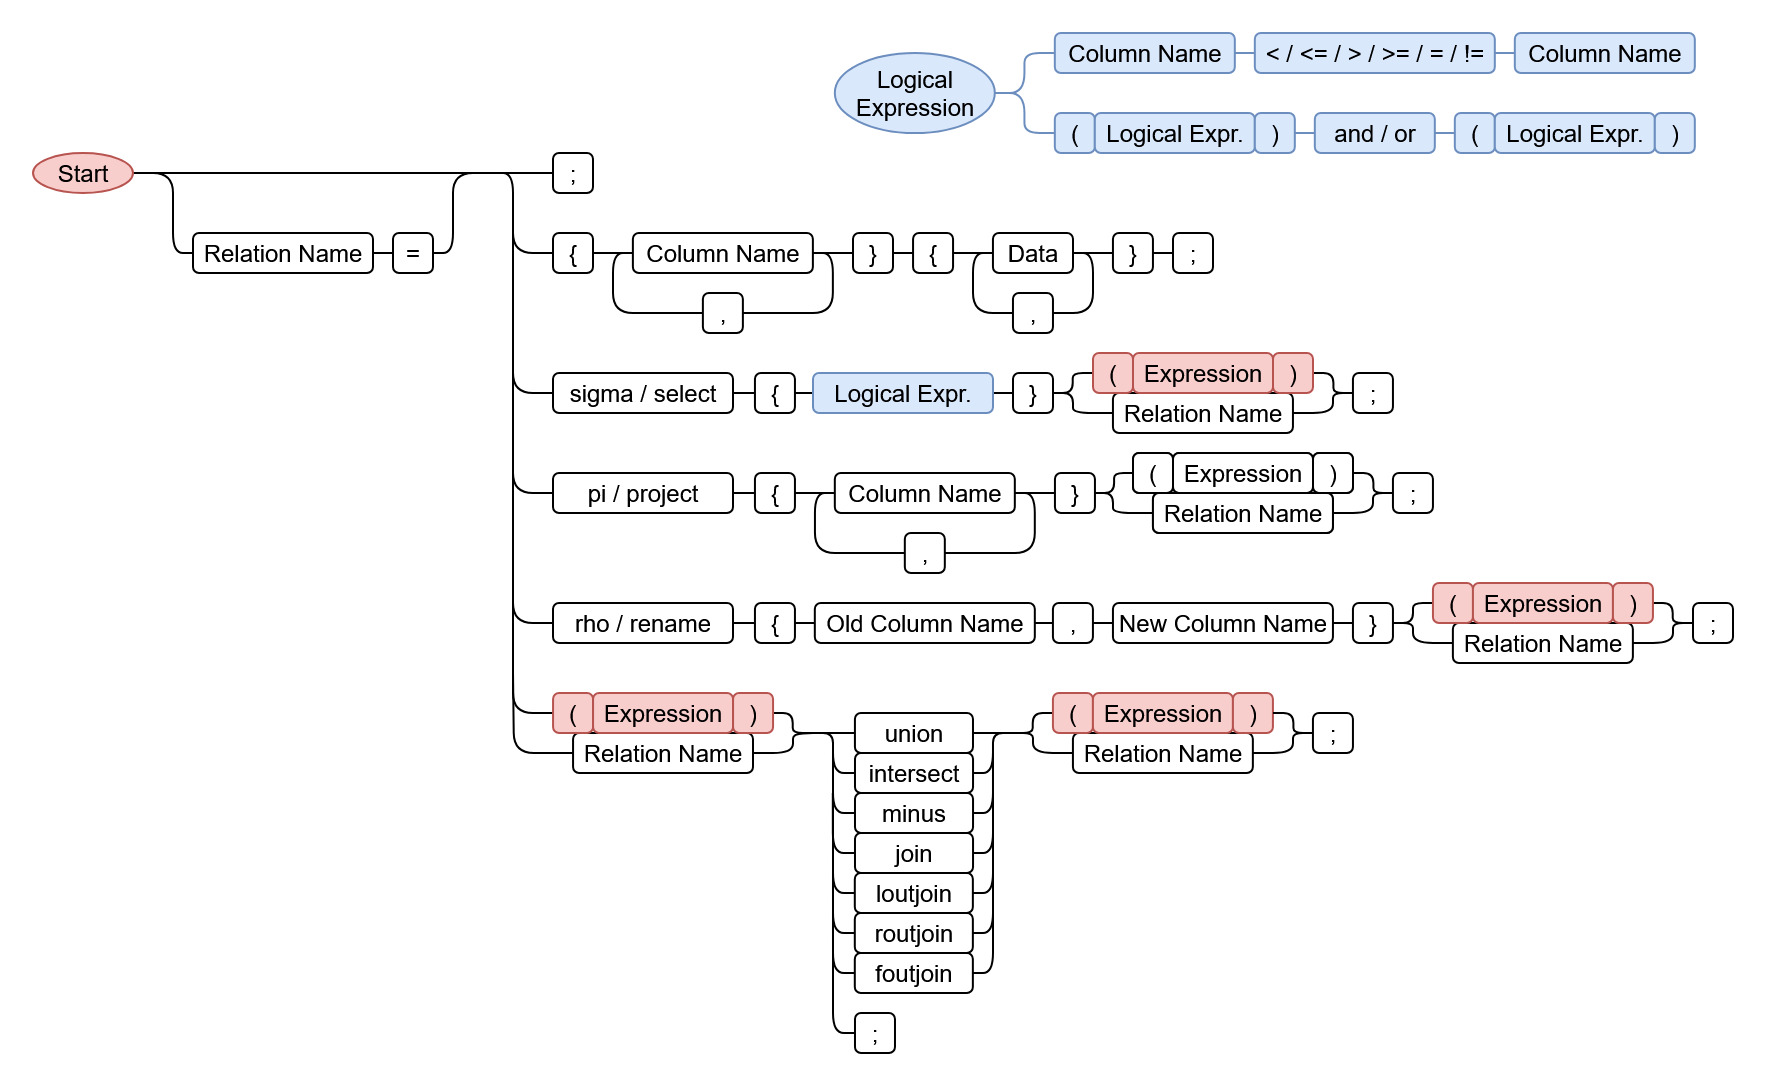 Logical
Expression
Column Name < / <= / > / >= / = / != Column Name
( Logical Expr. ) and / or ( Logical Expr. )
Start ;
Relation Name = { Column Name } { Data } ;
, ,
sigma / select { Logical Expr. } ( Expression ) ;
Relation Name
pi / project { Column Name } ( Expression ) ;
Relation Name
,
rho / rename { Old Column Name , New Column Name } ( Expression ) ;
Relation Name
( Expression ) union ( Expression ) ;
Relation Name Relation Name
intersect
minus
join
loutjoin
routjoin
foutjoin
;